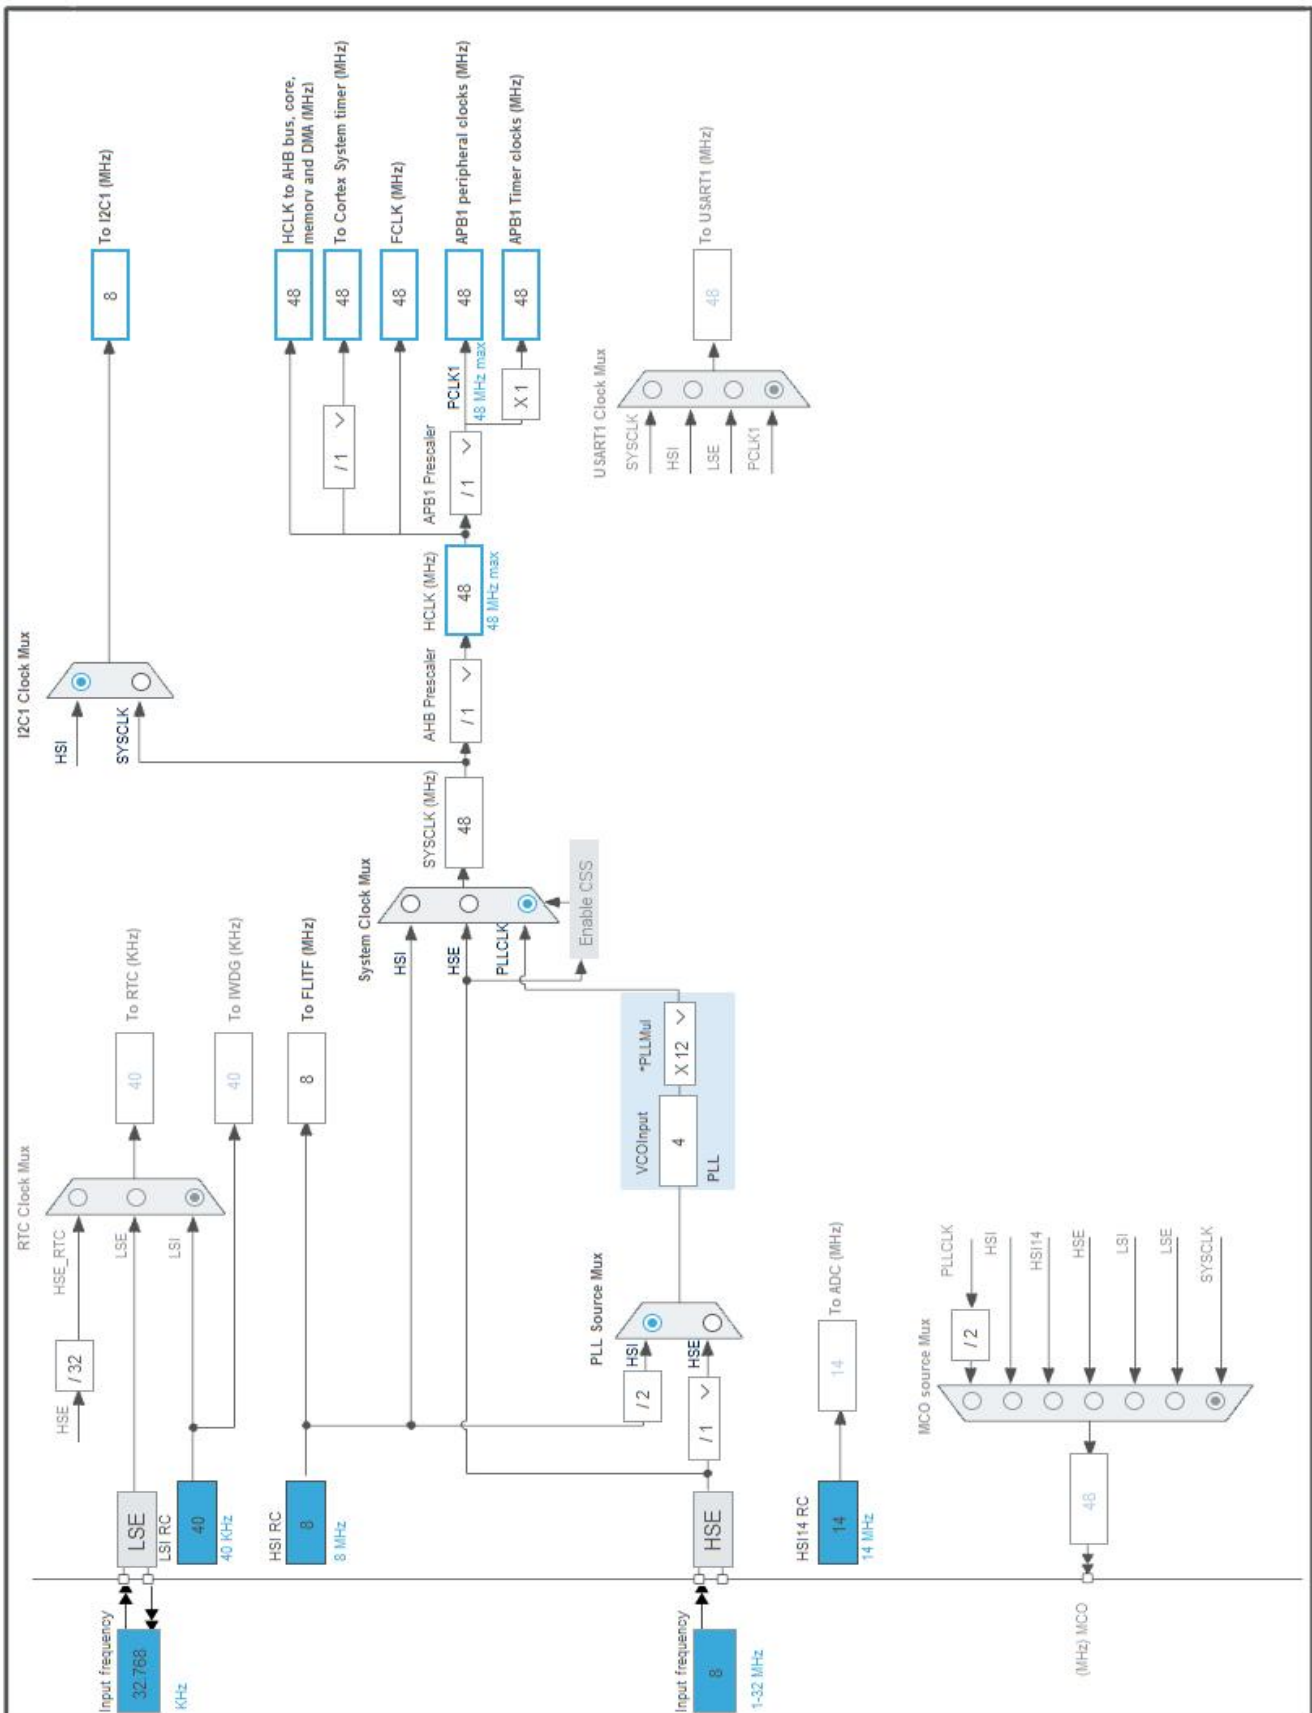 Input frequency
32.768
KHz
LSE
LSI RC
40
40 KHz
HSI RC
8
8 MHz
HSE
/ 32
HSE_RTC
LSE
LSI
RTC Clock Mux
40
To RTC (KHz)
40
To IWDG (KHz)
8
To FLITF (MHz)
I2C1 Clock Mux
HSI
SYSCLK
8
To I2C1 (MHz)
System Clock Mux
HSI
HSE
PLLCLK
Enable CSS
SYSCLK (MHz)
48
AHB Prescaler
/ 1
HCLK (MHz)
48
48 MHz max
APB1 Prescaler
/ 1
PCLK1
48 MHz max
/ 1
X 1
48
HCLK to AHB bus, core,
memory and DMA (MHz)
48
To Cortex System timer (MHz)
48
FCLK (MHz)
48
APB1 peripheral clocks (MHz)
48
APB1 Timer clocks (MHz)
Input frequency
8
1-32 MHz
HSE
/ 2
/ 1
PLL Source Mux
HSI
HSE
VCOInput
4
*PLLMul
X 12
PLL
USART1 Clock Mux
SYSCLK
HSI
LSE
PCLK1
48
To USART1 (MHz)
HSI14 RC
14
14 MHz
14
To ADC (MHz)
(MHz) MCO
48
MCO source Mux
/ 2
PLLCLK
HSI
HSI14
HSE
LSI
LSE
SYSCLK